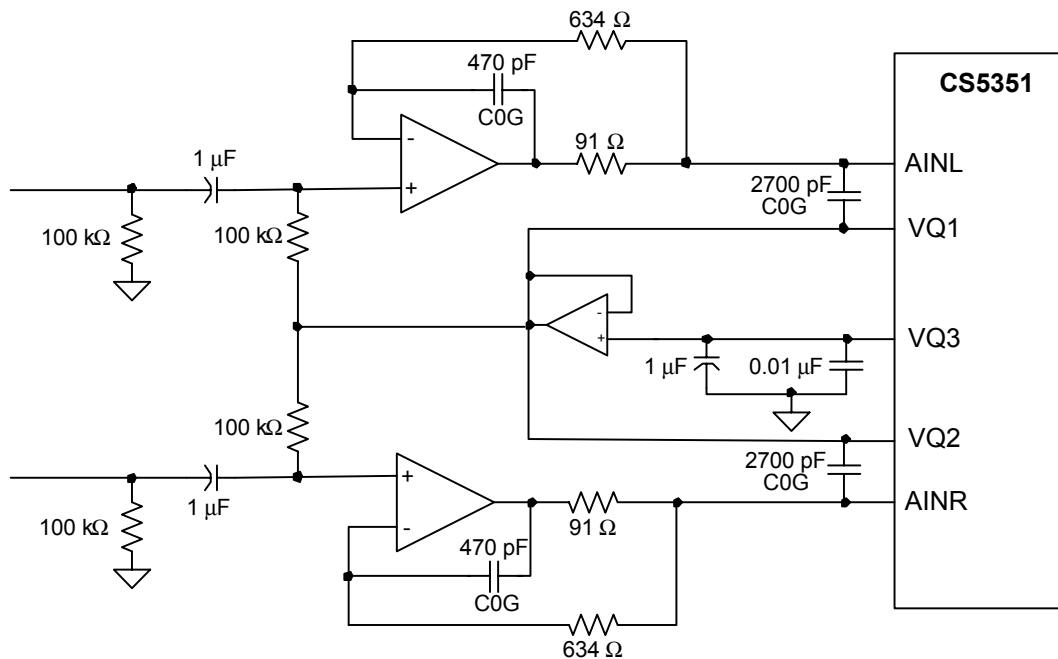 634 Ω
470 pF
C0G
CS5351
-
+
91 Ω
1 µF
AINL
2700 pF
C0G
100 kΩ
100 kΩ
VQ1
-
+
VQ3
1 µF
0.01 µF
100 kΩ
VQ2
2700 pF
C0G
+
-
1 µF
100 kΩ
91 Ω
AINR
470 pF
C0G
634 Ω